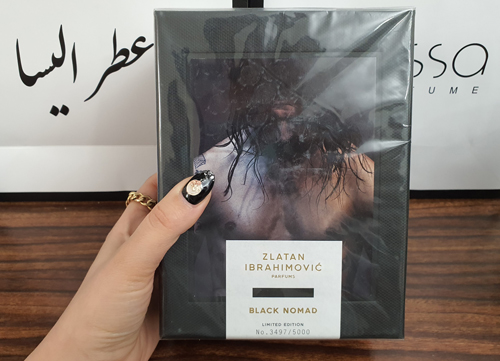 عطر اليسا
ssa
UME
ZLATAN
IBRAHIMOVIĆ
PARFUMS
BLACK NOMAD
LIMITED EDITION
No.3497/5000